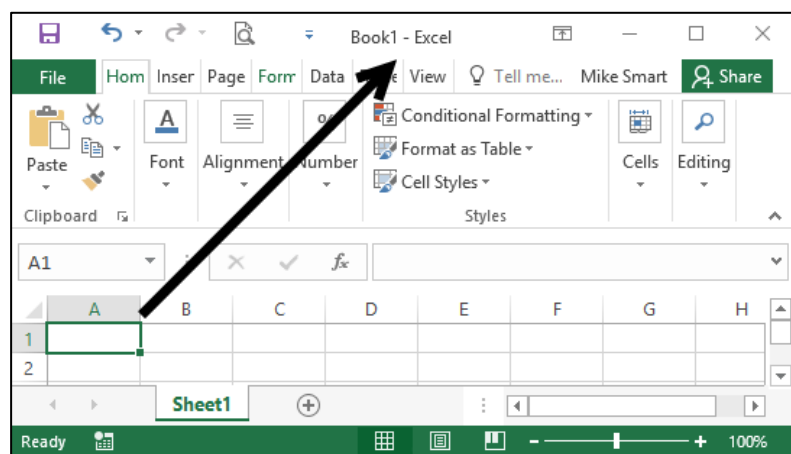 Book1 - Excel
File Hom Inser Page Form Data View Tell me... Mike Smart Share
Paste Font Alignment Number Conditional Formatting Cells Editing
Format as Table
Cell Styles
Clipboard Styles
A1 fx
A B C D E F G H
1
2
Sheet1
Ready - + 100%